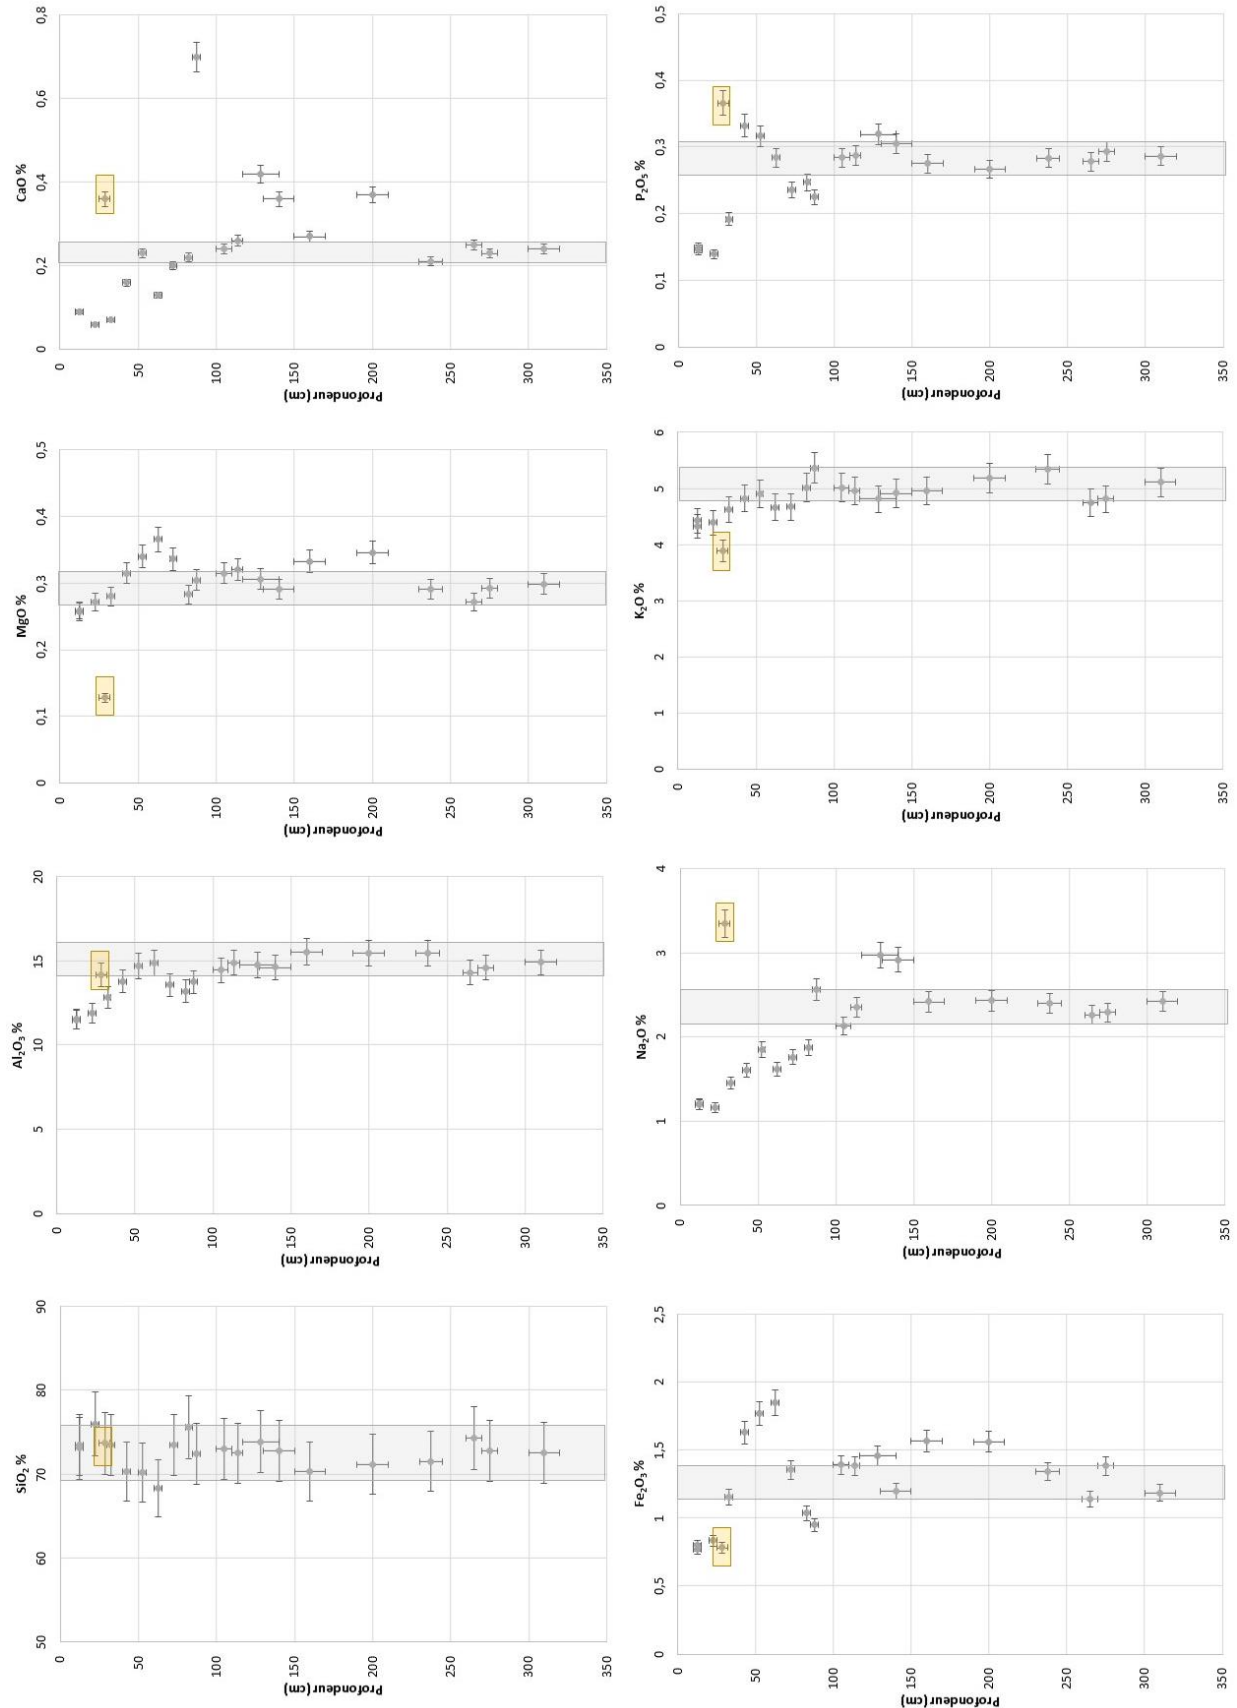 SiO₂ %
50 60 70 80 90
0
50
100
150
200
250
300
350
Profondeur (cm)
Al₂O₃ %
0 5 10 15 20
0
50
100
150
200
250
300
350
Profondeur (cm)
MgO %
0 0,1 0,2 0,3 0,4 0,5
0
50
100
150
200
250
300
350
Profondeur (cm)
CaO %
0 0,2 0,4 0,6 0,8
0
50
100
150
200
250
300
350
Profondeur (cm)
Fe₂O₃ %
0 0,5 1 1,5 2 2,5
0
50
100
150
200
250
300
350
Profondeur (cm)
Na₂O %
0 1 2 3 4
0
50
100
150
200
250
300
350
Profondeur (cm)
K₂O %
0 1 2 3 4 5 6
0
50
100
150
200
250
300
350
Profondeur (cm)
P₂O₅ %
0 0,1 0,2 0,3 0,4 0,5
0
50
100
150
200
250
300
350
Profondeur (cm)